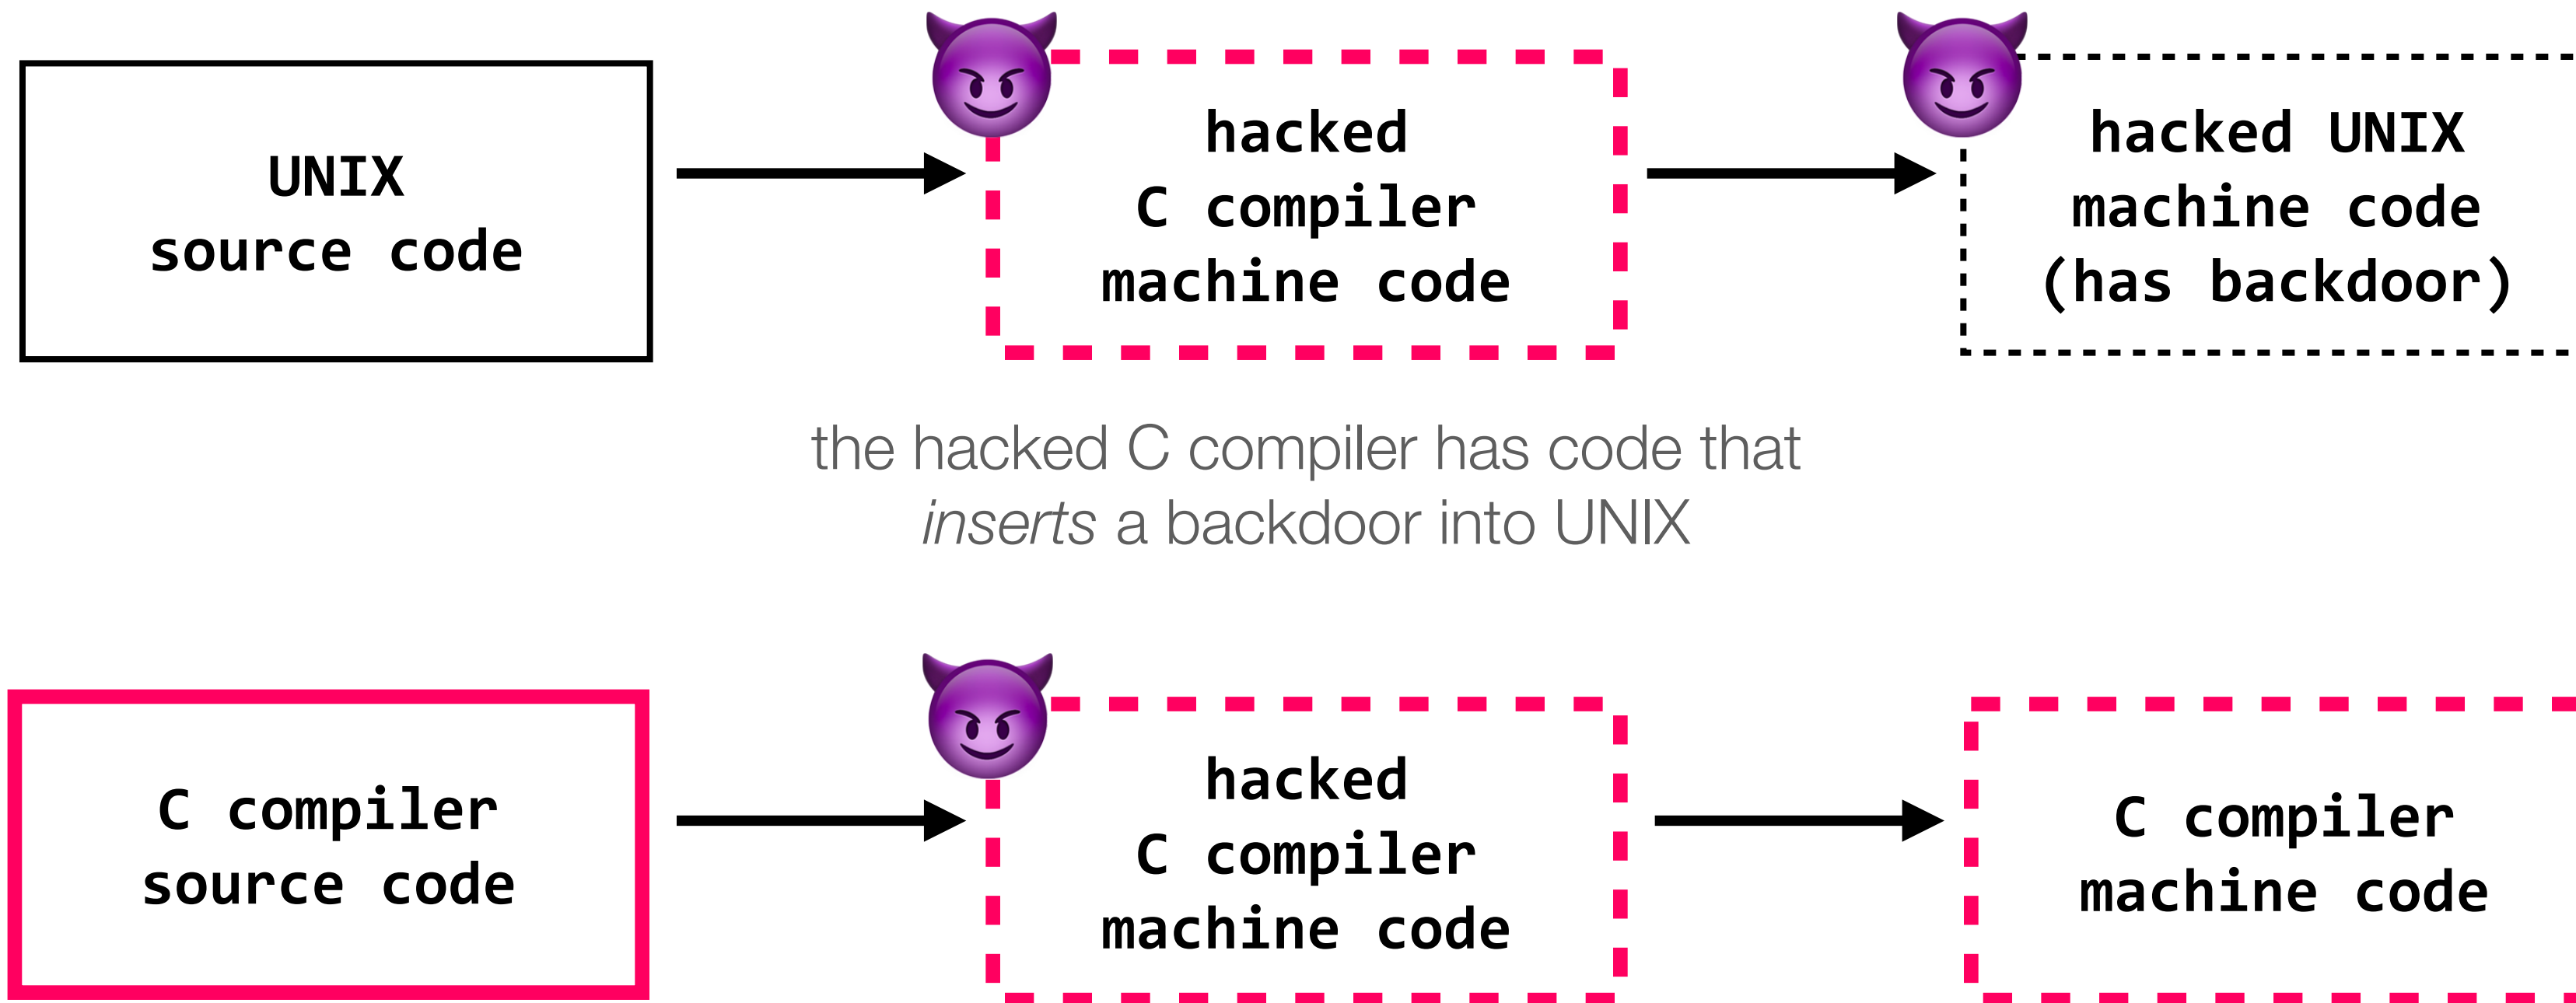 UNIX
source code
hacked
C compiler
machine code
hacked UNIX
machine code
(has backdoor)
the hacked C compiler has code that
inserts a backdoor into UNIX
C compiler
source code
hacked
C compiler
machine code
C compiler
machine code